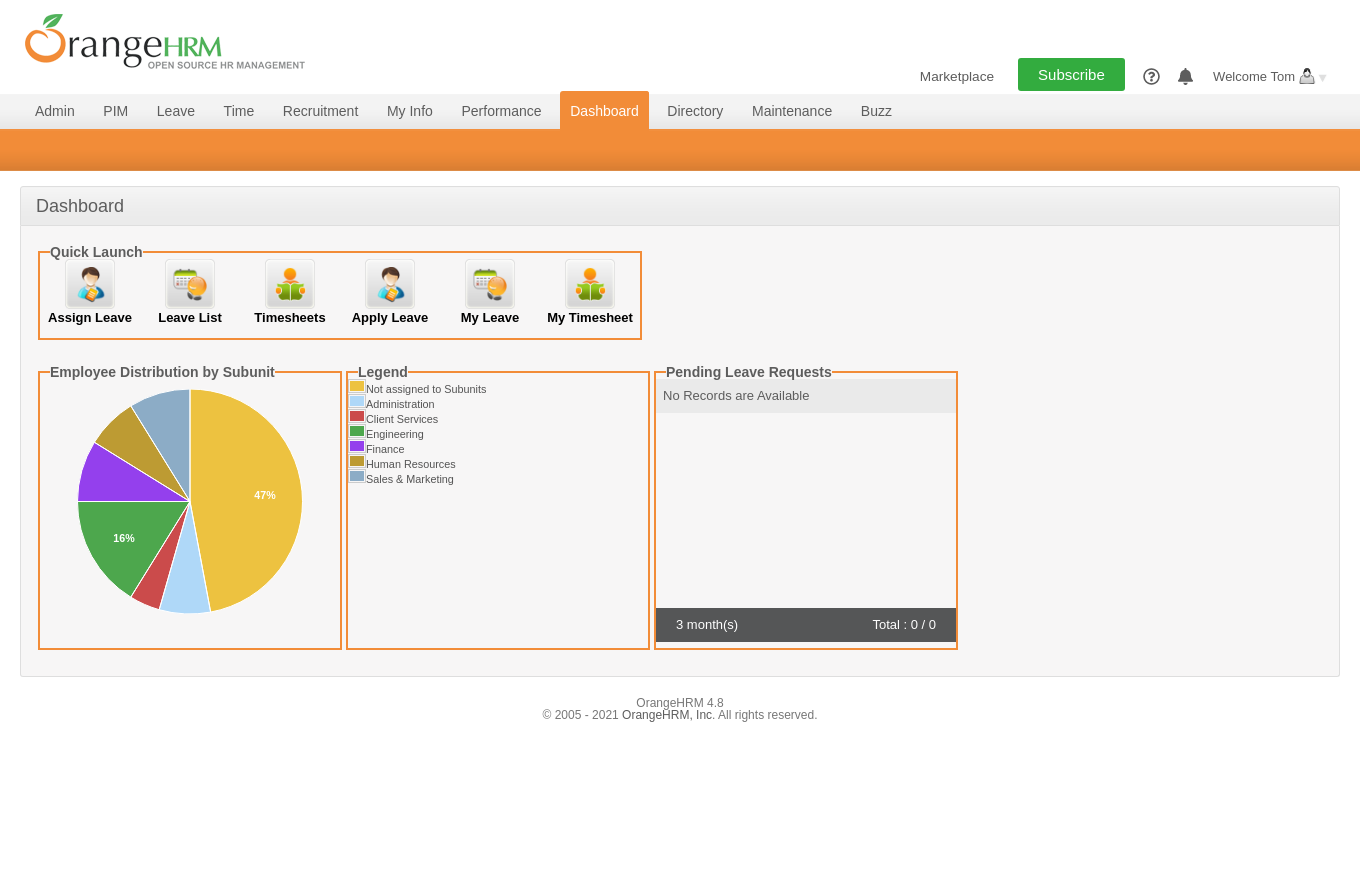 OrangeHRM
OPEN SOURCE HR MANAGEMENT
Marketplace Subscribe Welcome Tom
Admin PIM Leave Time Recruitment My Info Performance Dashboard Directory Maintenance Buzz
Dashboard
Quick Launch
Assign Leave Leave List Timesheets Apply Leave My Leave My Timesheet
Employee Distribution by Subunit
47%
16%
Legend
Not assigned to Subunits
Administration
Client Services
Engineering
Finance
Human Resources
Sales & Marketing
Pending Leave Requests
No Records are Available
3 month(s) Total : 0 / 0
OrangeHRM 4.8
© 2005 - 2021 OrangeHRM, Inc. All rights reserved.